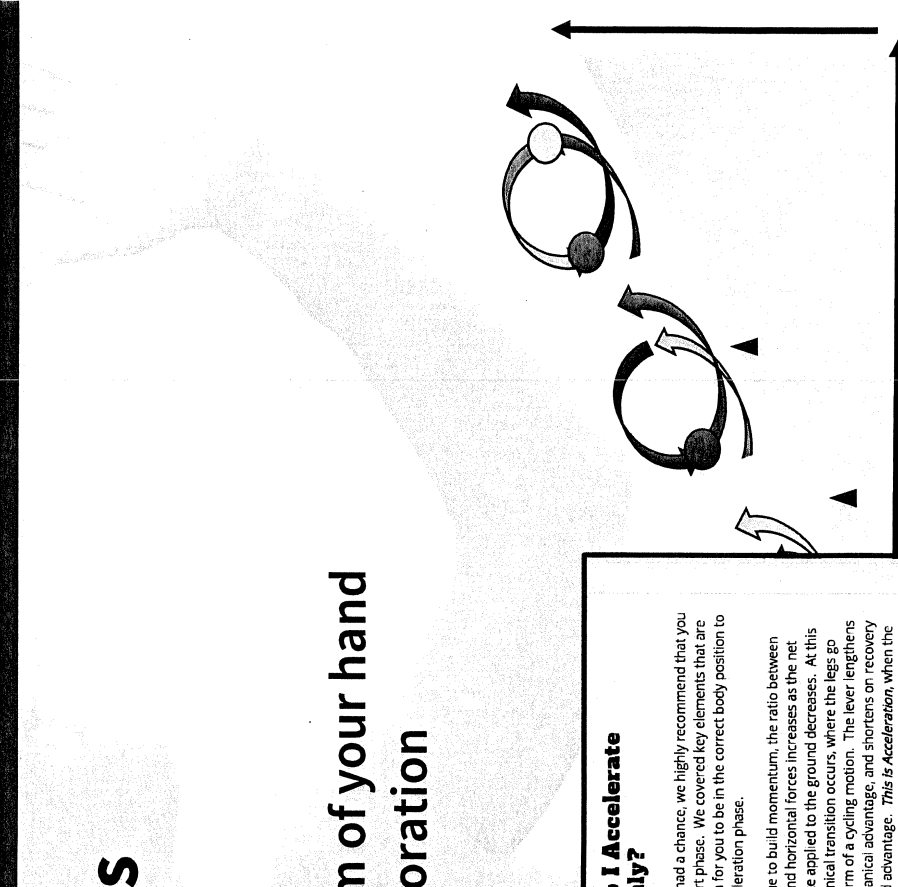 s
m of your hand
oration
I Accelerate
ly?
had a chance, we highly recommend that you
rt phase. We covered key elements that are
for you to be in the correct body position to
leration phase.
e to build momentum, the ratio between
nd horizontal forces increases as the net
e applied to the ground decreases. At this
ical transition occurs, where the legs go
rm of a cycling motion. The lever lengthens
anical advantage, and shortens on recovery
d advantage. This is Acceleration, when the